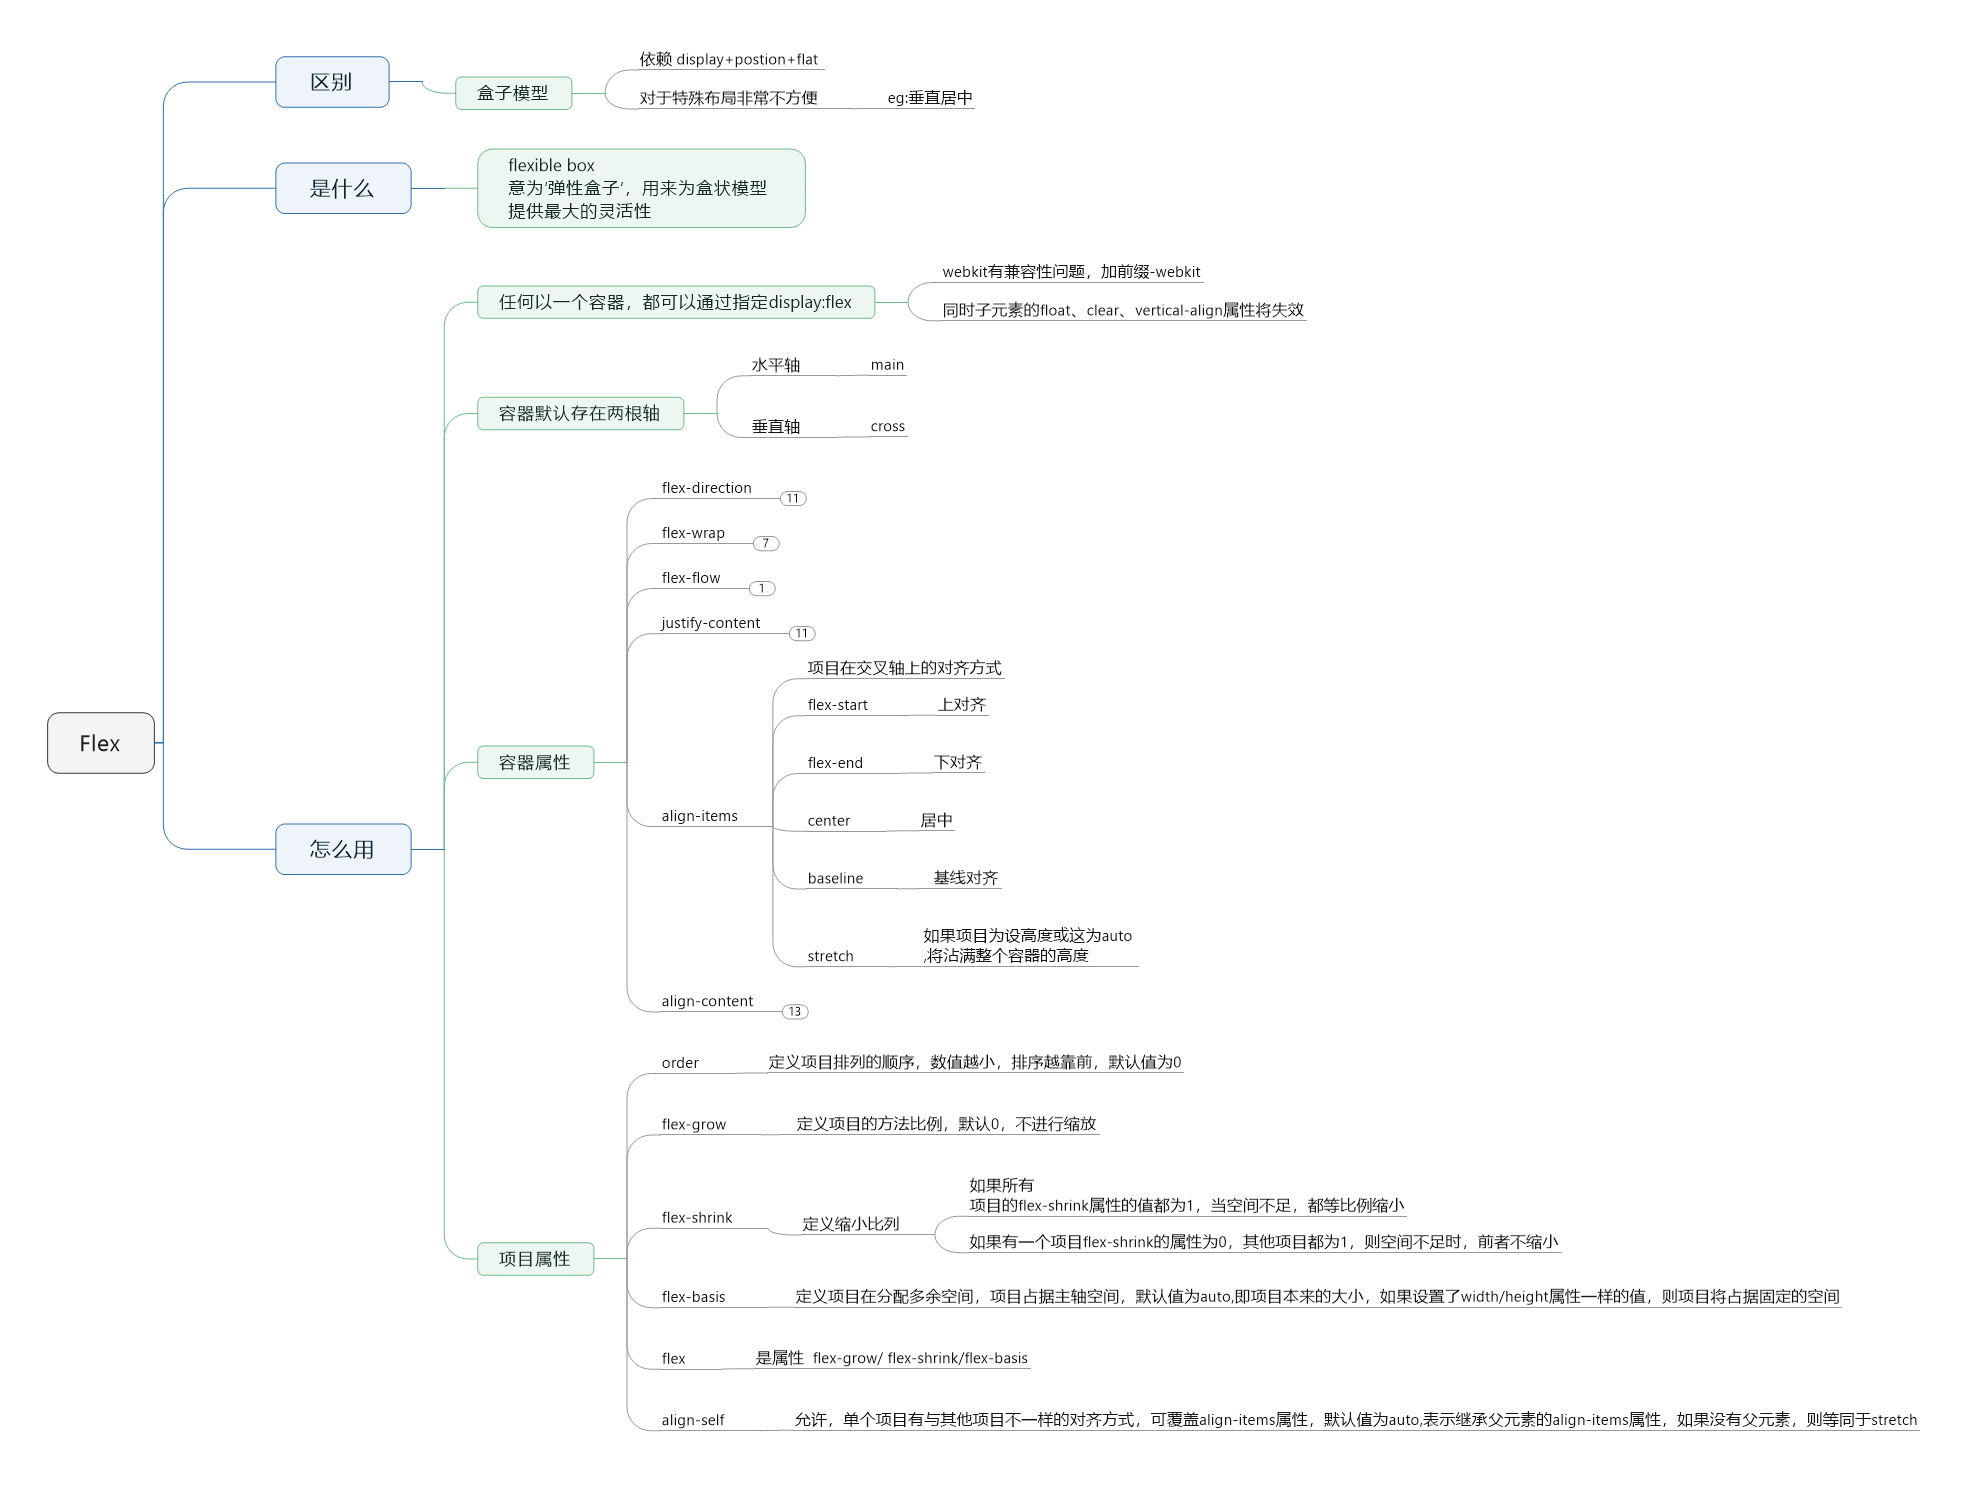 Flex
区别
盒子模型
依赖 display+postion+flat
对于特殊布局非常不方便
eg:垂直居中
是什么
flexible box
意为‘弹性盒子’，用来为盒状模型
提供最大的灵活性
怎么用
任何以一个容器，都可以通过指定display:flex
webkit有兼容性问题，加前缀-webkit
同时子元素的float、clear、vertical-align属性将失效
容器默认存在两根轴
水平轴
main
垂直轴
cross
容器属性
flex-direction
11
flex-wrap
7
flex-flow
1
justify-content
11
align-items
项目在交叉轴上的对齐方式
flex-start
上对齐
flex-end
下对齐
center
居中
baseline
基线对齐
stretch
如果项目为设高度或这为auto
,将沾满整个容器的高度
align-content
13
项目属性
order
定义项目排列的顺序，数值越小，排序越靠前，默认值为0
flex-grow
定义项目的方法比例，默认0，不进行缩放
flex-shrink
定义缩小比列
如果所有
项目的flex-shrink属性的值都为1，当空间不足，都等比例缩小
如果有一个项目flex-shrink的属性为0，其他项目都为1，则空间不足时，前者不缩小
flex-basis
定义项目在分配多余空间，项目占据主轴空间，默认值为auto,即项目本来的大小，如果设置了width/height属性一样的值，则项目将占据固定的空间
flex
是属性 flex-grow/ flex-shrink/flex-basis
align-self
允许，单个项目有与其他项目不一样的对齐方式，可覆盖align-items属性，默认值为auto,表示继承父元素的align-items属性，如果没有父元素，则等同于stretch